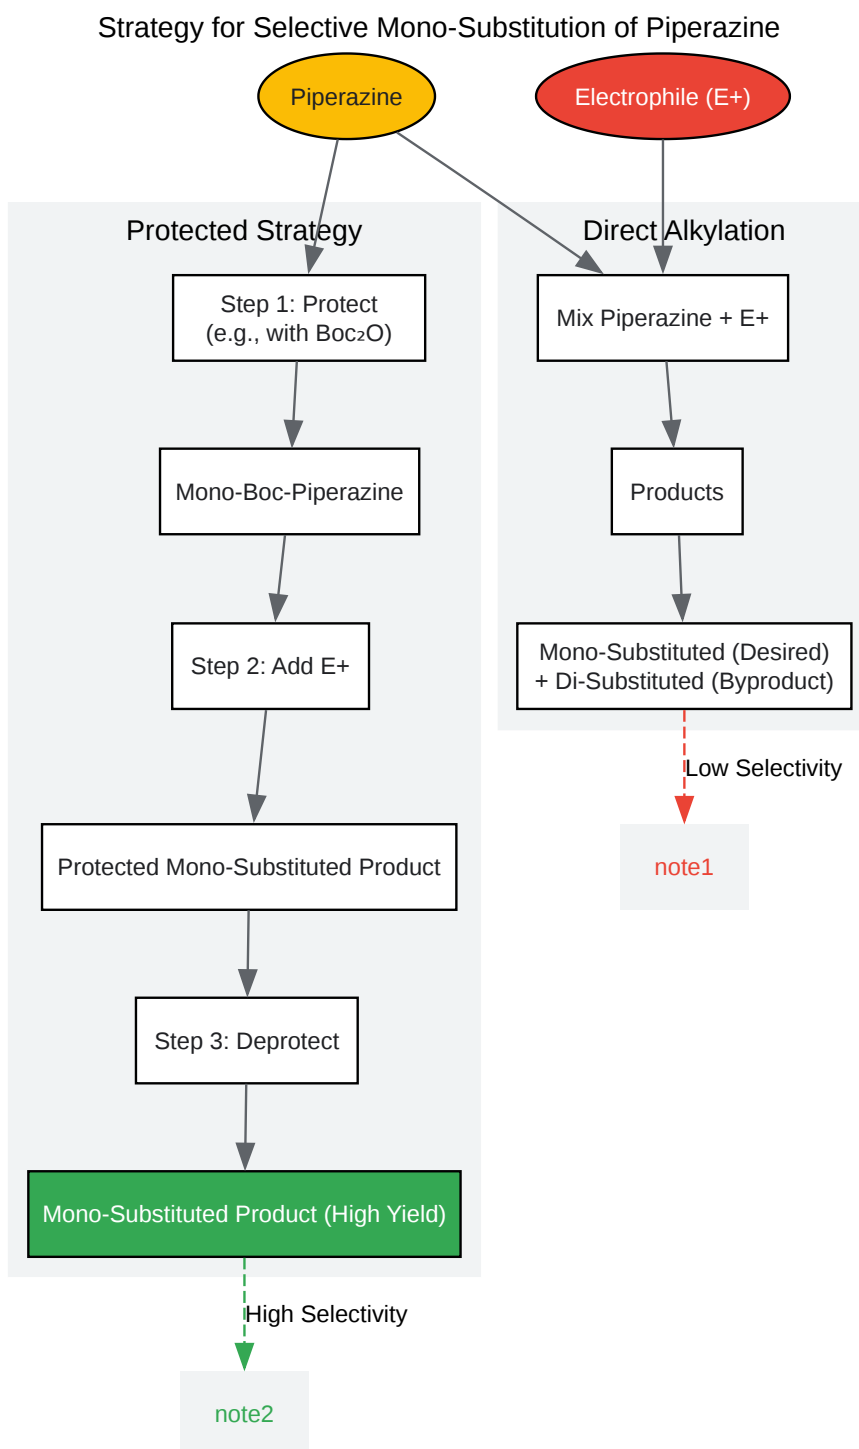 Strategy for Selective Mono-Substitution of Piperazine
Piperazine
Electrophile (E+)
Protected Strategy
Step 1: Protect
(e.g., with Boc₂O)
Mono-Boc-Piperazine
Step 2: Add E+
Protected Mono-Substituted Product
Step 3: Deprotect
Mono-Substituted Product (High Yield)
High Selectivity
note2
Direct Alkylation
Mix Piperazine + E+
Products
Mono-Substituted (Desired)
+ Di-Substituted (Byproduct)
Low Selectivity
note1